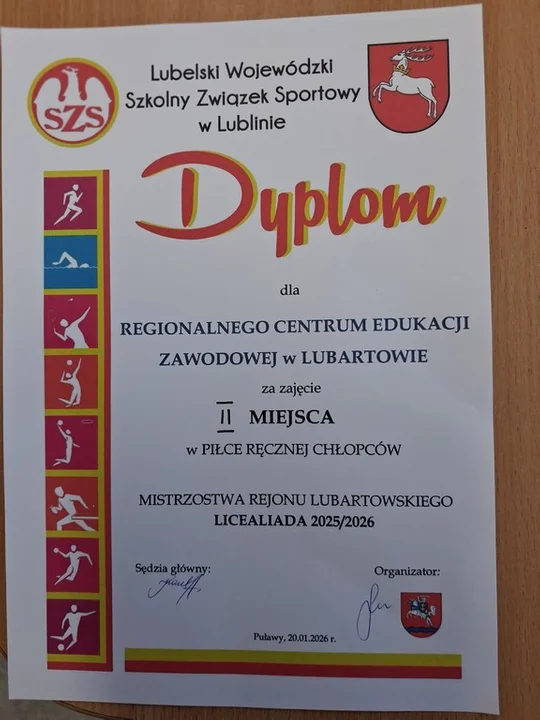 SZS
Lubelski Wojewódzki
Szkolny Związek Sportowy
w Lublinie
Dyplom
dla
REGIONALNEGO CENTRUM EDUKACJI
ZAWODOWEJ w LUBARTOWIE
za zajęcie
II MIEJSCA
w PIŁCE RĘCZNEJ CHŁOPCÓW
MISTRZOSTWA REJONU LUBARTOWSKIEGO
LICEALIADA 2025/2026
Sędzia główny:
Organizator:
Puławy, 20.01.2026 r.